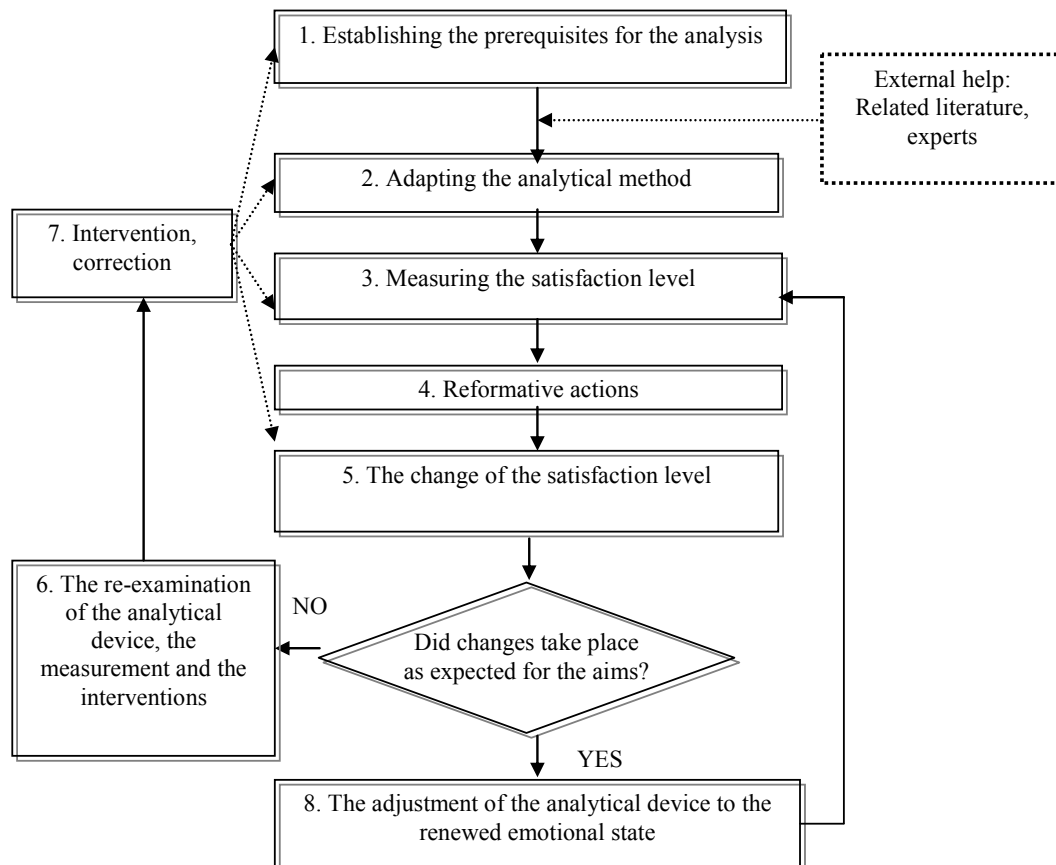 1. Establishing the prerequisites for the analysis
External help:
Related literature,
experts
2. Adapting the analytical method
7. Intervention,
correction
3. Measuring the satisfaction level
4. Reformative actions
5. The change of the satisfaction level
6. The re-examination
of the analytical
device, the
measurement and the
interventions
NO
Did changes take place
as expected for the aims?
YES
8. The adjustment of the analytical device to the
renewed emotional state